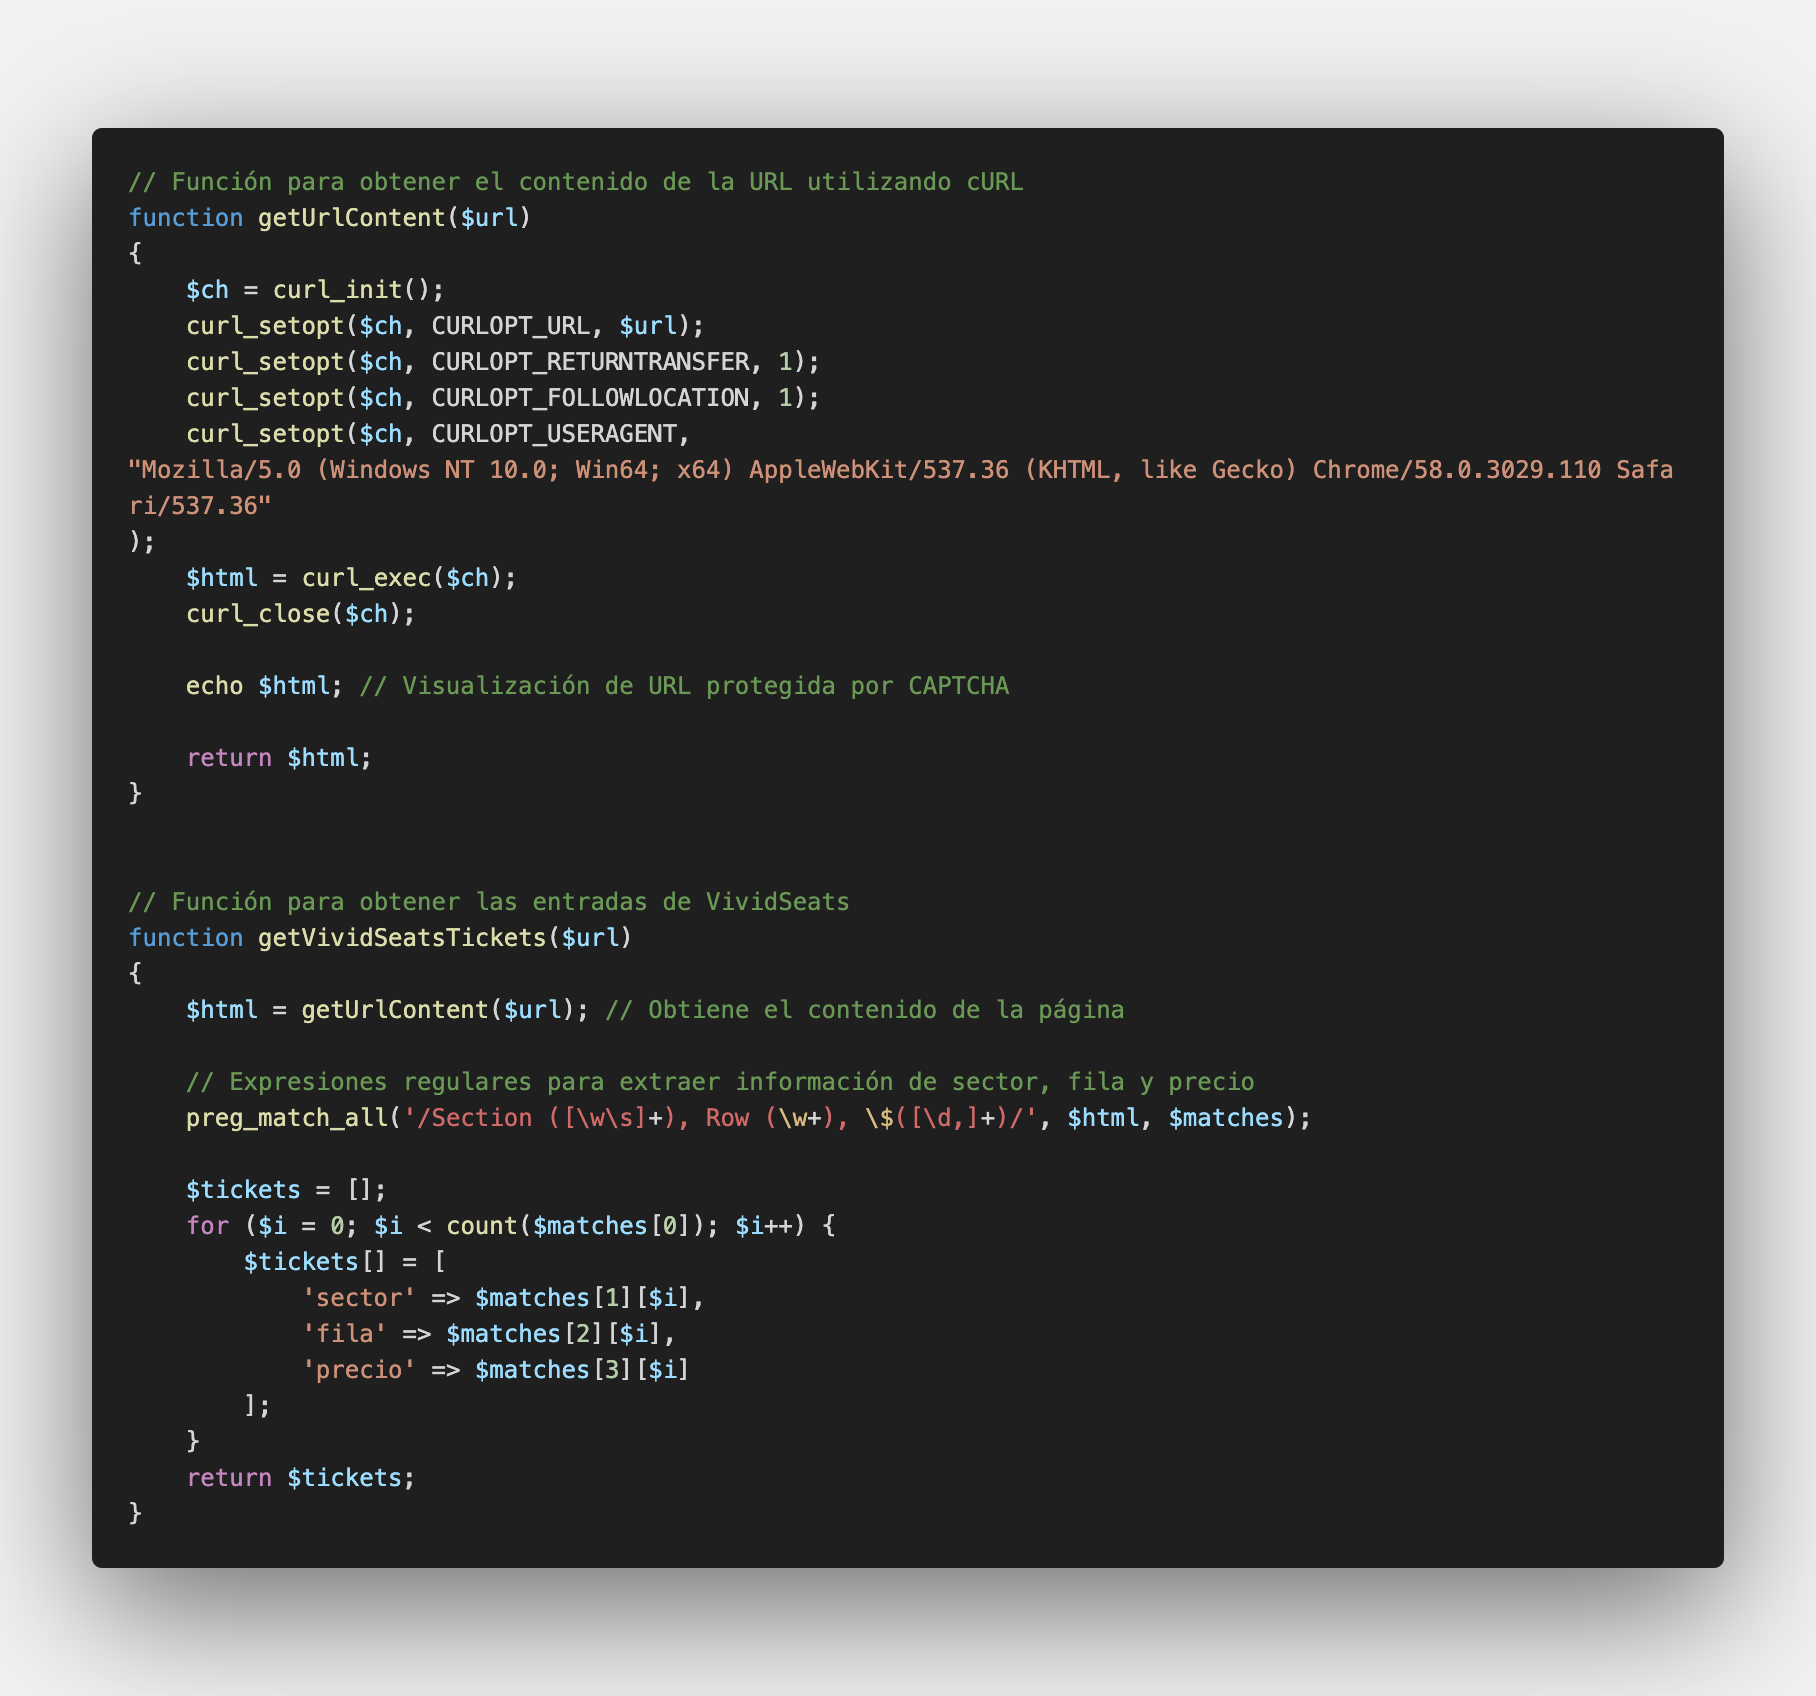 // Función para obtener el contenido de la URL utilizando cURL
function getUrlContent($url)
{
    $ch = curl_init();
    curl_setopt($ch, CURLOPT_URL, $url);
    curl_setopt($ch, CURLOPT_RETURNTRANSFER, 1);
    curl_setopt($ch, CURLOPT_FOLLOWLOCATION, 1);
    curl_setopt($ch, CURLOPT_USERAGENT,
"Mozilla/5.0 (Windows NT 10.0; Win64; x64) AppleWebKit/537.36 (KHTML, like Gecko) Chrome/58.0.3029.110 Safa
ri/537.36"
);
    $html = curl_exec($ch);
    curl_close($ch);

    echo $html; // Visualización de URL protegida por CAPTCHA

    return $html;
}


// Función para obtener las entradas de VividSeats
function getVividSeatsTickets($url)
{
    $html = getUrlContent($url); // Obtiene el contenido de la página

    // Expresiones regulares para extraer información de sector, fila y precio
    preg_match_all('/Section ([\w\s]+), Row (\w+), \$([\d,]+)/', $html, $matches);

    $tickets = [];
    for ($i = 0; $i < count($matches[0]); $i++) {
        $tickets[] = [
            'sector' => $matches[1][$i],
            'fila' => $matches[2][$i],
            'precio' => $matches[3][$i]
        ];
    }
    return $tickets;
}